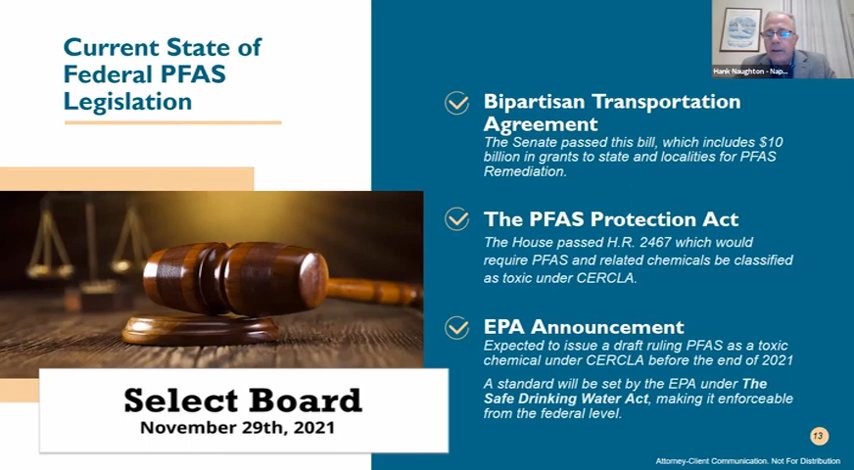 Current State of
Federal PFAS
Legislation
Hank Naughton - Nap...
Bipartisan Transportation
Agreement
The Senate passed this bill, which includes $10
billion in grants to state and localities for PFAS
Remediation.
The PFAS Protection Act
The House passed H.R. 2467 which would
require PFAS and related chemicals be classified
as toxic under CERCLA.
EPA Announcement
Expected to issue a draft ruling PFAS as a toxic
chemical under CERCLA before the end of 2021
A standard will be set by the EPA under The
Safe Drinking Water Act, making it enforceable
from the federal level.
Select Board
November 29th, 2021
13
Attorney-Client Communication. Not For Distribution